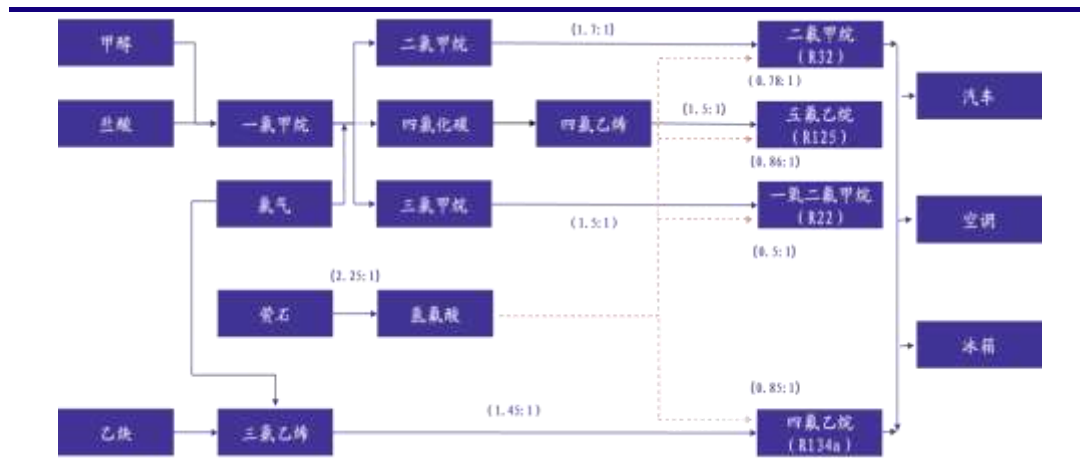 甲醇
二氯甲烷
(1.7:1)
二氟甲烷
(R32)
(0.78:1)
汽车
盐酸
一氯甲烷
四氯化碳
四氯乙烯
(1.5:1)
五氟乙烷
(R125)
(0.86:1)
氯气
三氯甲烷
(1.5:1)
一氯二氟甲烷
(R22)
(0.5:1)
空调
萤石
(2.25:1)
氢氟酸
冰箱
(0.85:1)
乙炔
三氯乙烯
(1.45:1)
四氟乙烷
(R134a)